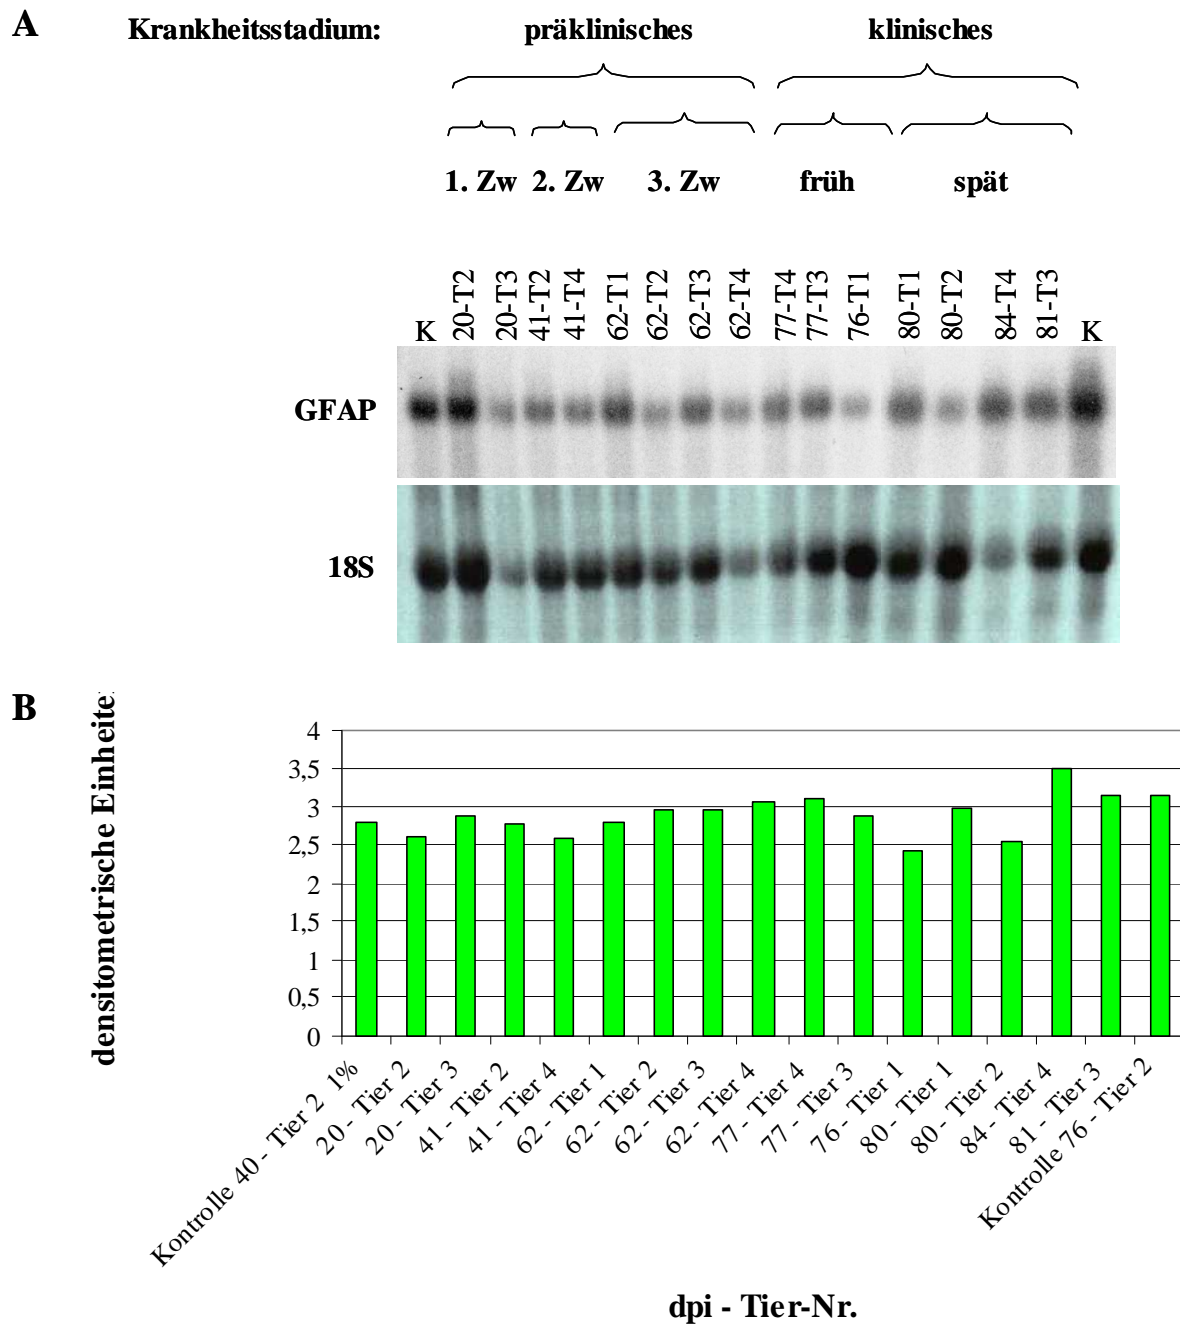 A Krankheitsstadium: präklinisches klinisches
1. Zw 2. Zw 3. Zw früh spät
K 20-T2 20-T3 41-T2 41-T4 62-T1 62-T2 62-T3 62-T4 77-T4 77-T3 76-T1 80-T1 80-T2 84-T4 81-T3 K
GFAP
18S
B
densitometrische Einheite
4
3,5
3
2,5
2
1,5
1
0,5
0
Kontrolle 40 - Tier 2 1%
20 - Tier 2
20 - Tier 3
41 - Tier 2
41 - Tier 4
62 - Tier 1
62 - Tier 2
62 - Tier 3
62 - Tier 4
77 - Tier 4
77 - Tier 3
76 - Tier 1
80 - Tier 1
80 - Tier 2
84 - Tier 4
81 - Tier 3
Kontrolle 76 - Tier 2
dpi - Tier-Nr.